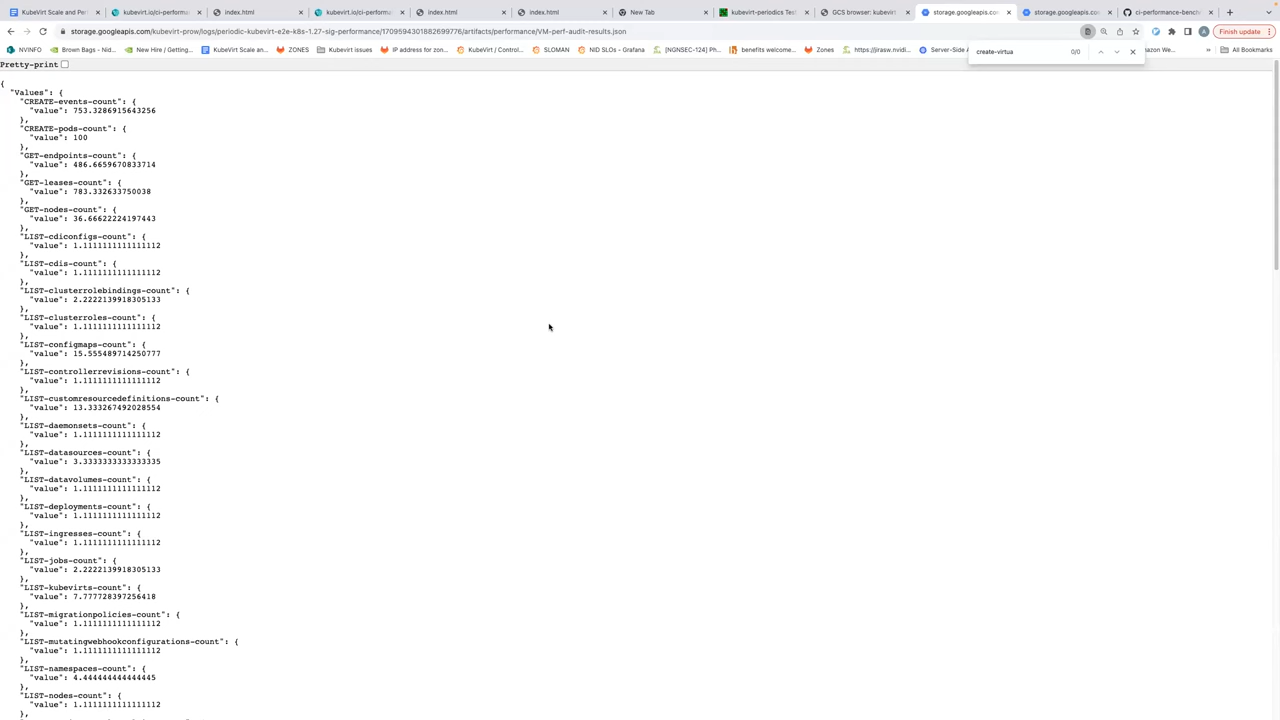 KubeVirt Scale and Per
kubevirt.io/ci-performa
index.html
kubevirt.io/ci-performa
index.html
index.html
New Tab
kubevirt-periodics Test
GCS browser: kubevirt
storage.googleapis.com
storage.googleapis.com
ci-performance-bench
Finish update
storage.googleapis.com/kubevirt-prow/logs/periodic-kubevirt-e2e-k8s-1.27-sig-performance/1709594301682699776/artifacts/performance/VM-perf-audit-results.json
NVINFO
Brown Bags - Nvid...
New Hire / Getting...
KubeVirt Scale an...
ZONES
Kubevirt issues
IP address for zon...
KubeVirt / Control...
SLOMAN
NID SLOs - Grafana
[NGNSEC-124] Ph...
benefits welcome...
Zones
https://jirasw.nvidi...
Server-Side
azon We...
»
All Bookmarks
create-virtua
0/0
Pretty-print
{
"Values": {
"CREATE-events-count": {
"value": 753.3286915643256
},
"CREATE-pods-count": {
"value": 100
},
"GET-endpoints-count": {
"value": 486.6659670833714
},
"GET-leases-count": {
"value": 783.332633750038
},
"GET-nodes-count": {
"value": 36.66622224197443
},
"LIST-cdiconfigs-count": {
"value": 1.1111111111111112
},
"LIST-cdis-count": {
"value": 1.1111111111111112
},
"LIST-clusterrolebindings-count": {
"value": 2.2222139918305133
},
"LIST-clusterroles-count": {
"value": 1.1111111111111112
},
"LIST-configmaps-count": {
"value": 15.555489714250777
},
"LIST-controllerrevisions-count": {
"value": 1.1111111111111112
},
"LIST-customresourcedefinitions-count": {
"value": 13.333267492028554
},
"LIST-daemonsets-count": {
"value": 1.1111111111111112
},
"LIST-datasources-count": {
"value": 3.3333333333333335
},
"LIST-datavolumes-count": {
"value": 1.1111111111111112
},
"LIST-deployments-count": {
"value": 1.1111111111111112
},
"LIST-ingresses-count": {
"value": 1.1111111111111112
},
"LIST-jobs-count": {
"value": 2.2222139918305133
},
"LIST-kubevirts-count": {
"value": 7.777728397256418
},
"LIST-migrationpolicies-count": {
"value": 1.1111111111111112
},
"LIST-mutatingwebhookconfigurations-count": {
"value": 1.1111111111111112
},
"LIST-namespaces-count": {
"value": 4.444444444444445
},
"LIST-nodes-count": {
"value": 1.1111111111111112
},